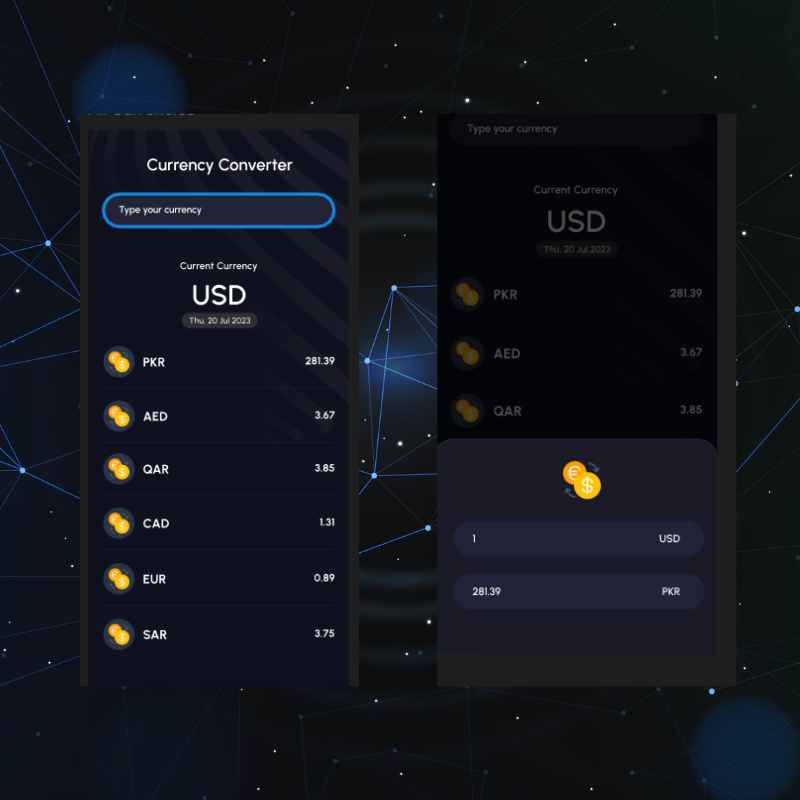 Currency Converter
Type your currency
Current Currency
USD
Thu, 20 Jul 2023
PKR 281.39
AED 3.67
QAR 3.85
CAD 1.31
EUR 0.89
SAR 3.75
Type your currency
Current Currency
USD
Thu, 20 Jul 2023
PKR 281.39
AED 3.67
QAR 3.85
1 USD
281.39 PKR